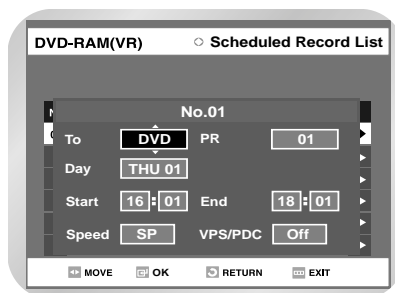 DVD-RAM(VR) Scheduled Record List
No.01
To DVD PR 01
Day THU 01
Start 16 : 01 End 18 : 01
Speed SP VPS/PDC Off
MOVE OK RETURN EXIT